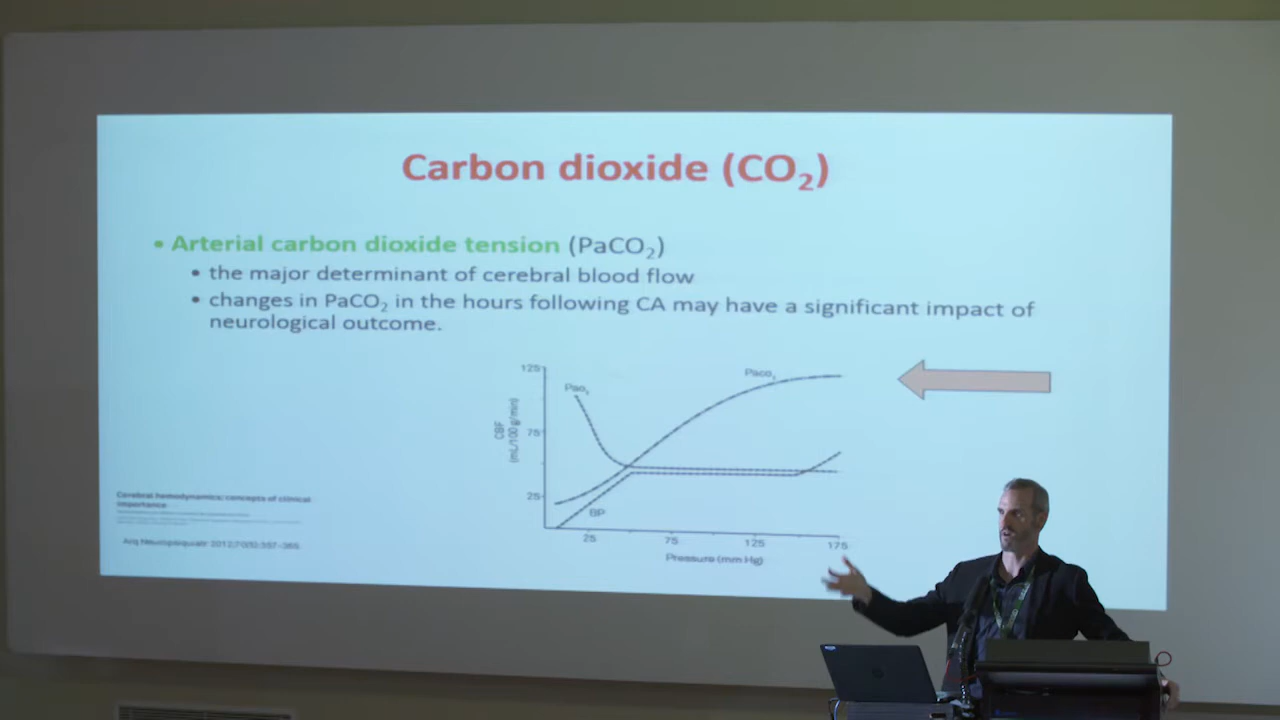 Carbon dioxide (CO₂)
• Arterial carbon dioxide tension (PaCO₂)
• the major determinant of cerebral blood flow
• changes in PaCO₂ in the hours following CA may have a significant impact of
neurological outcome.
125
Paco₂
Pao₂
75
CBF
(mL/100 g/min)
25
BP
25 75 125 175
Pressure (mm Hg)
Cerebral hemodynamics: concepts of clinical
importance
Arq Neuropsiquiatr 2012;70(5):357-365